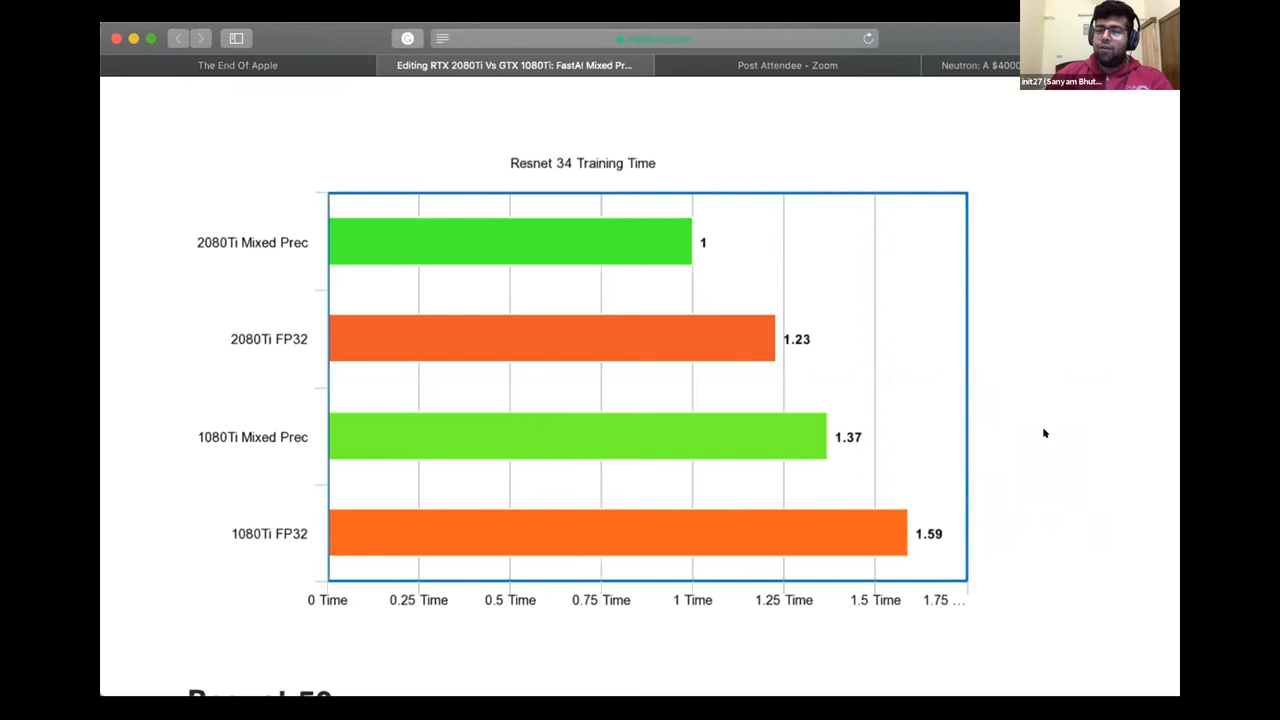 The End Of Apple
Editing RTX 2080Ti Vs GTX 1080Ti: FastAI Mixed Pr...
Post Attendee - Zoom
Neutron: A $4000
init27 (Sanyam Bhut...
Resnet 34 Training Time
2080Ti Mixed Prec
1
2080Ti FP32
1.23
1080Ti Mixed Prec
1.37
1080Ti FP32
1.59
0 Time
0.25 Time
0.5 Time
0.75 Time
1 Time
1.25 Time
1.5 Time
1.75 ...